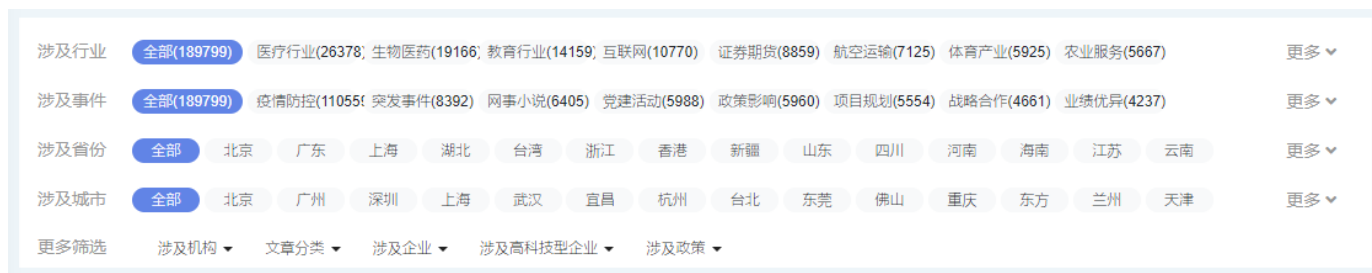 涉及行业 全部(189799) 医疗行业(26378) 生物医药(19166) 教育行业(14159) 互联网(10770) 证券期货(8859) 航空运输(7125) 体育产业(5925) 农业服务(5667) 更多
涉及事件 全部(189799) 疫情防控(110559 突发事件(8392) 网事小说(6405) 党建活动(5988) 政策影响(5960) 项目规划(5554) 战略合作(4661) 业绩优异(4237) 更多
涉及省份 全部 北京 广东 上海 湖北 台湾 浙江 香港 新疆 山东 四川 河南 海南 江苏 云南 更多
涉及城市 全部 北京 广州 深圳 上海 武汉 宜昌 杭州 台北 东莞 佛山 重庆 东方 兰州 天津 更多
更多筛选 涉及机构 文章分类 涉及企业 涉及高科技型企业 涉及政策